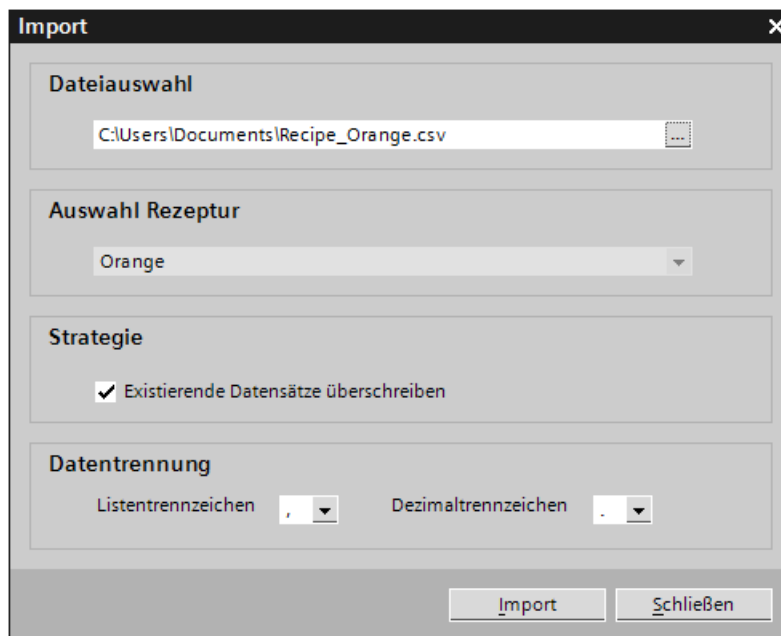 Import
Dateiauswahl
C:\Users\Documents\Recipe_Orange.csv ...
Auswahl Rezeptur
Orange
Strategie
Existierende Datensätze überschreiben
Datentrennung
Listentrennzeichen , Dezimaltrennzeichen .
Import Schließen